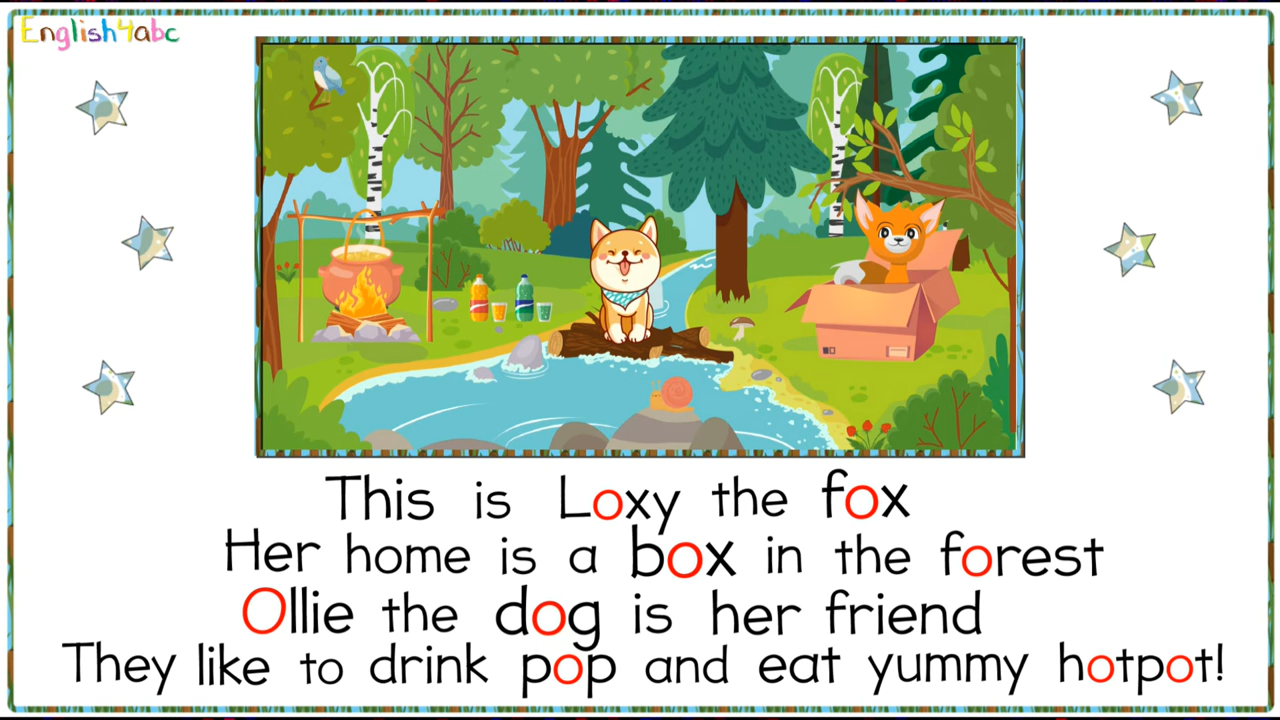 English4abc
This is Loxy the fox
Her home is a box in the forest
Ollie the dog is her friend
They like to drink pop and eat yummy hotpot!